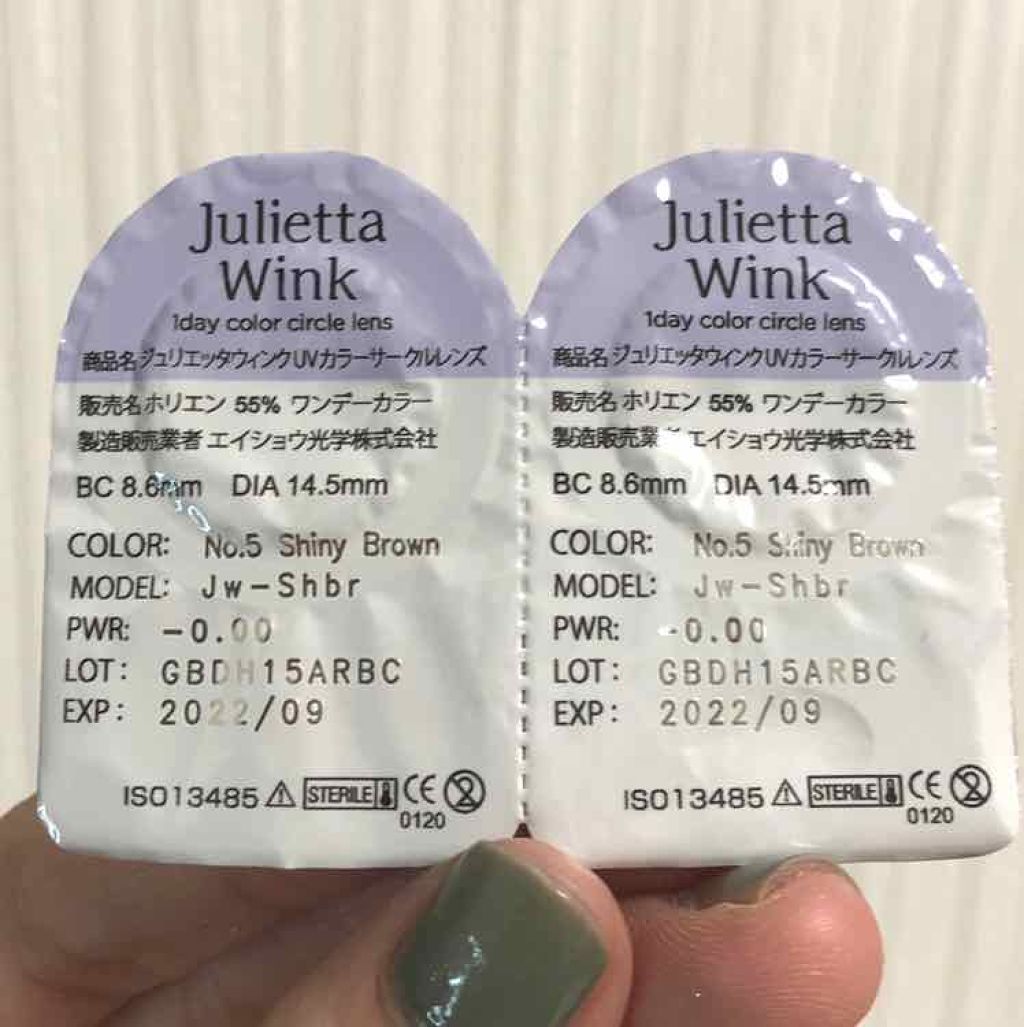 Julietta
Wink
1day color circle lens
商品名 ジュリエッタウィンクUVカラーサークルレンズ
販売名 ホリエン 55% ワンデーカラー
製造販売業者 エイショウ光学株式会社
BC 8.6mm DIA 14.5mm
COLOR: No.5 Shiny Brown
MODEL: Jw-Shbr
PWR: -0.00
LOT: GBDH15ARBC
EXP: 2022/09
ISO13485 STERILE CE
0120
Julietta
Wink
1day color circle lens
商品名 ジュリエッタウィンクUVカラーサークルレンズ
販売名 ホリエン 55% ワンデーカラー
製造販売業 エイショウ光学株式会社
BC 8.6mm DIA 14.5mm
COLOR: No.5 Shiny Brown
MODEL: Jw-Shbr
PWR: -0.00
LOT: GBDH15ARBC
EXP: 2022/09
ISO13485 STERILE CE
0120